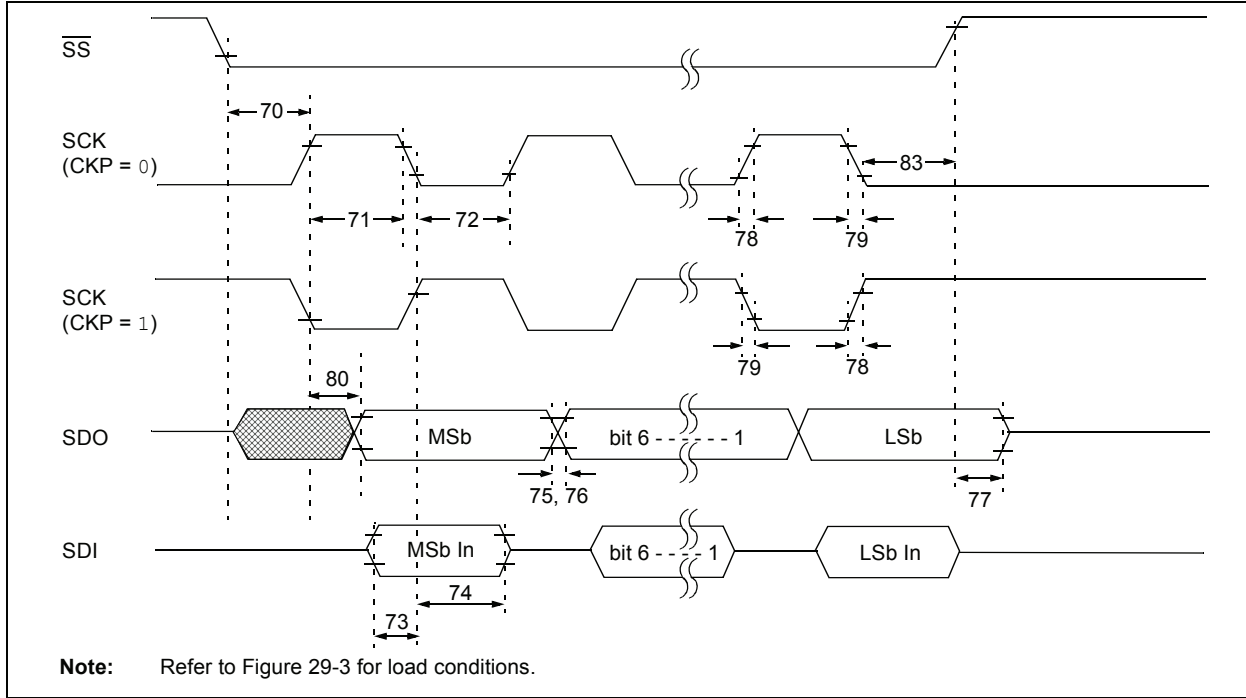 SS
70
SCK
(CKP = 0)
83
71
72
78
79
SCK
(CKP = 1)
79
78
80
SDO
MSb
bit 6 - - - - - - 1
LSb
75, 76
77
SDI
MSb In
bit 6 - - - - 1
LSb In
74
73
Note: Refer to Figure 29-3 for load conditions.